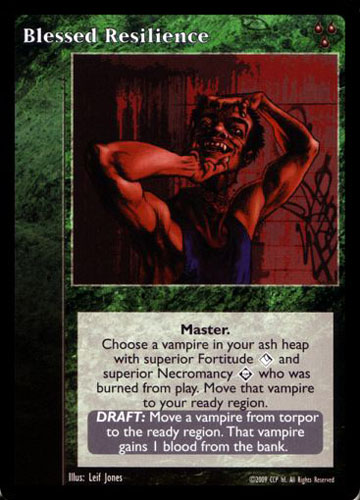 Blessed Resilience
Master.
Choose a vampire in your ash heap
with superior Fortitude and
superior Necromancy who was
burned from play. Move that vampire
to your ready region.
DRAFT: Move a vampire from torpor
to the ready region. That vampire
gains 1 blood from the bank.
Illus: Leif Jones
©2009 CCP hf. All Rights Reserved